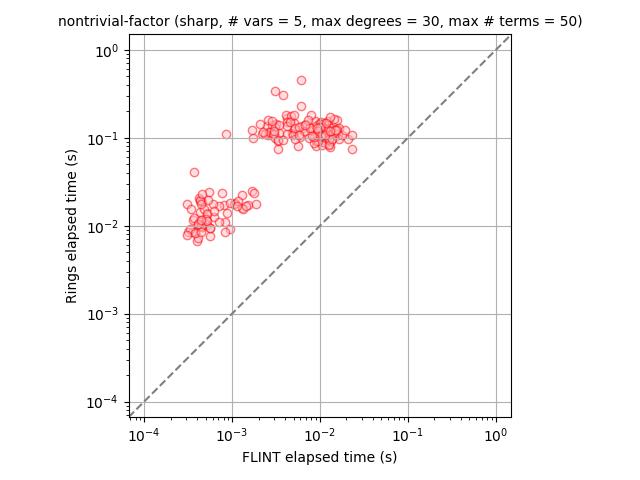 nontrivial-factor (sharp, # vars = 5, max degrees = 30, max # terms = 50)
Rings elapsed time (s)
10⁰
10⁻¹
10⁻²
10⁻³
10⁻⁴
10⁻⁴ 10⁻³ 10⁻² 10⁻¹ 10⁰
FLINT elapsed time (s)